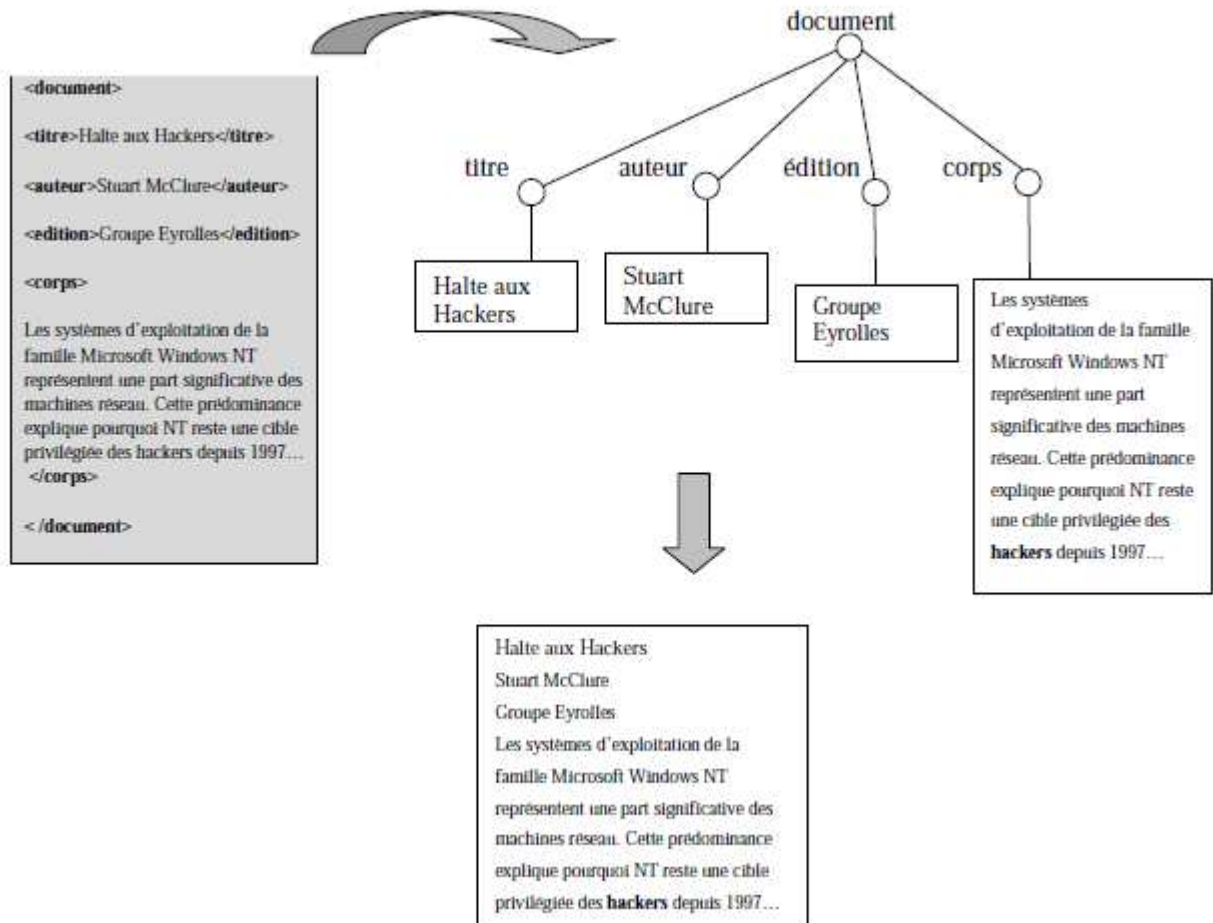 <document>
<titre>Halte aux Hackers</titre>
<auteur>Stuart McClure</auteur>
<edition>Groupe Eyrolles</edition>
<corps>
Les systèmes d’exploitation de la
famille Microsoft Windows NT
représentent une part significative des
machines réseau. Cette prédominance
explique pourquoi NT reste une cible
privilégiée des hackers depuis 1997…
</corps>
</document>
document
titre
auteur
édition
corps
Halte aux
Hackers
Stuart
McClure
Groupe
Eyrolles
Les systèmes
d’exploitation de la famille
Microsoft Windows NT
représentent une part
significative des machines
réseau. Cette prédominance
explique pourquoi NT reste
une cible privilégiée des
hackers depuis 1997…
Halte aux Hackers
Stuart McClure
Groupe Eyrolles
Les systèmes d’exploitation de la
famille Microsoft Windows NT
représentent une part significative des
machines réseau. Cette prédominance
explique pourquoi NT reste une cible
privilégiée des hackers depuis 1997…